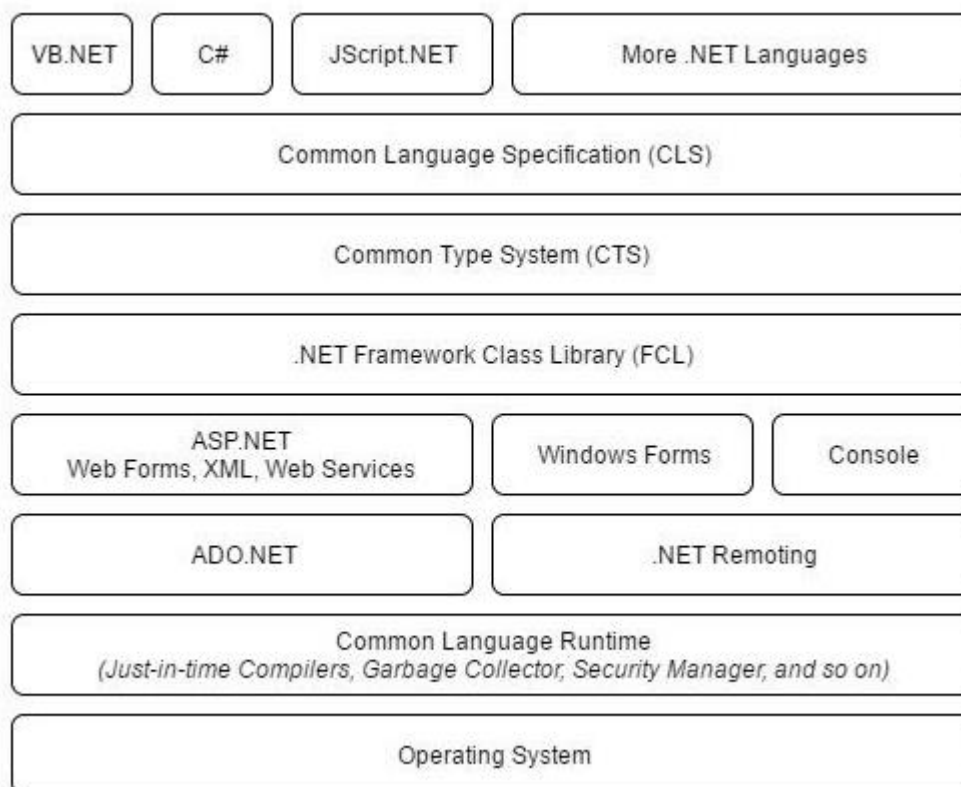 VB.NET
C#
JScript.NET
More .NET Languages
Common Language Specification (CLS)
Common Type System (CTS)
.NET Framework Class Library (FCL)
ASP.NET
Web Forms, XML, Web Services
Windows Forms
Console
ADO.NET
.NET Remoting
Common Language Runtime
(Just-in-time Compilers, Garbage Collector, Security Manager, and so on)
Operating System